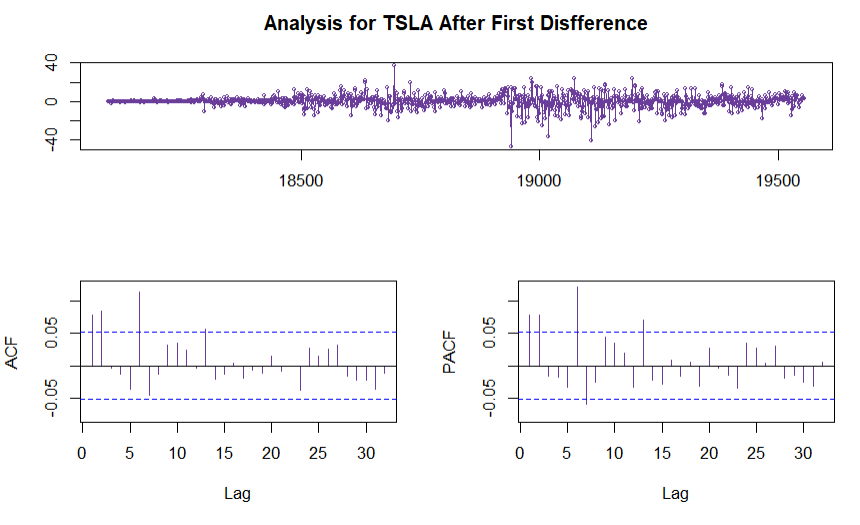 Analysis for TSLA After First Disfference
40
0
-40
18500 19000 19500
ACF
0.05
-0.05
0 5 10 15 20 25 30
Lag
PACF
0.05
-0.05
0 5 10 15 20 25 30
Lag